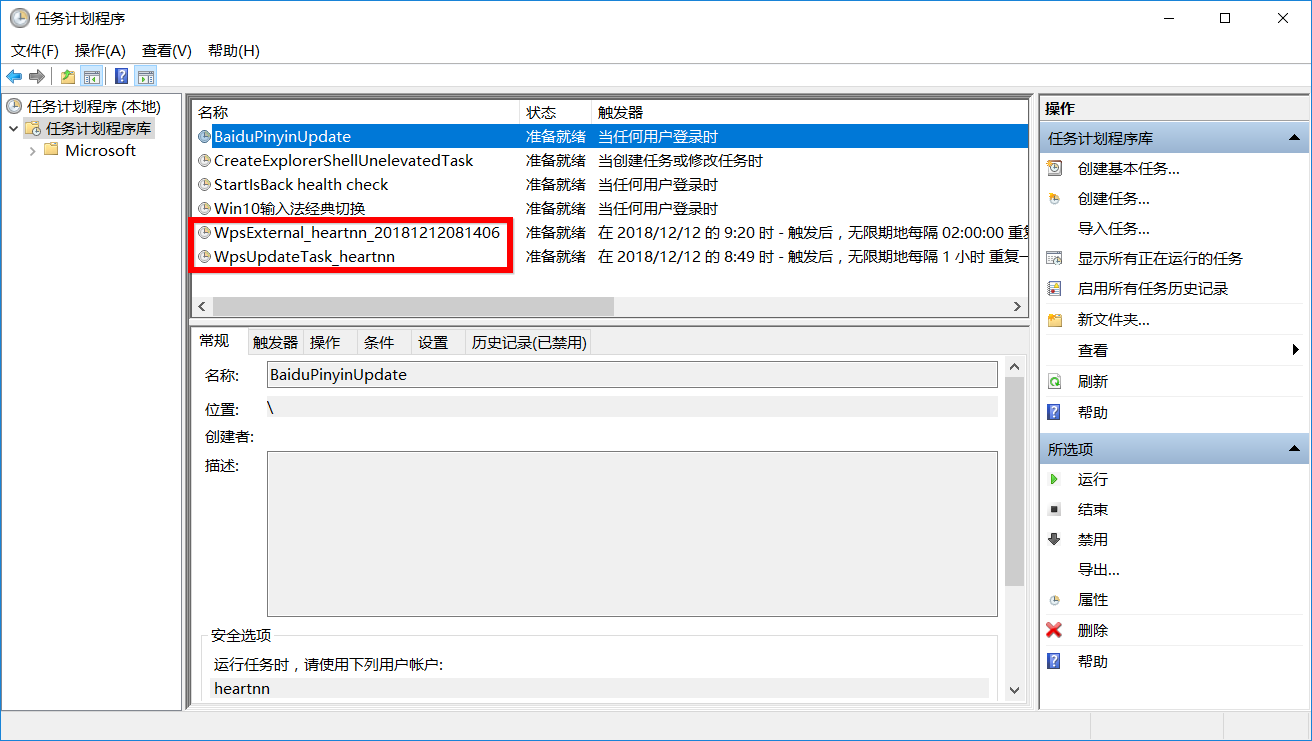 任务计划程序
文件(F) 操作(A) 查看(V) 帮助(H)
任务计划程序 (本地)
任务计划程序库
Microsoft
名称 状态 触发器
BaiduPinyinUpdate 准备就绪 当任何用户登录时
CreateExplorerShellUnelevatedTask 准备就绪 当创建任务或修改任务时
StartIsBack health check 准备就绪 当任何用户登录时
Win10输入法经典切换 准备就绪 当任何用户登录时
WpsExternal_heartnn_20181212081406 准备就绪 在 2018/12/12 的 9:20 时 - 触发后，无限期地每隔 02:00:00 重复
WpsUpdateTask_heartnn 准备就绪 在 2018/12/12 的 8:49 时 - 触发后，无限期地每隔 1 小时 重复一
常规 触发器 操作 条件 设置 历史记录(已禁用)
名称: BaiduPinyinUpdate
位置: \
创建者:
描述:
安全选项
运行任务时，请使用下列用户帐户:
heartnn
操作
任务计划程序库
创建基本任务...
创建任务...
导入任务...
显示所有正在运行的任务
启用所有任务历史记录
新文件夹...
查看
刷新
帮助
所选项
运行
结束
禁用
导出...
属性
删除
帮助